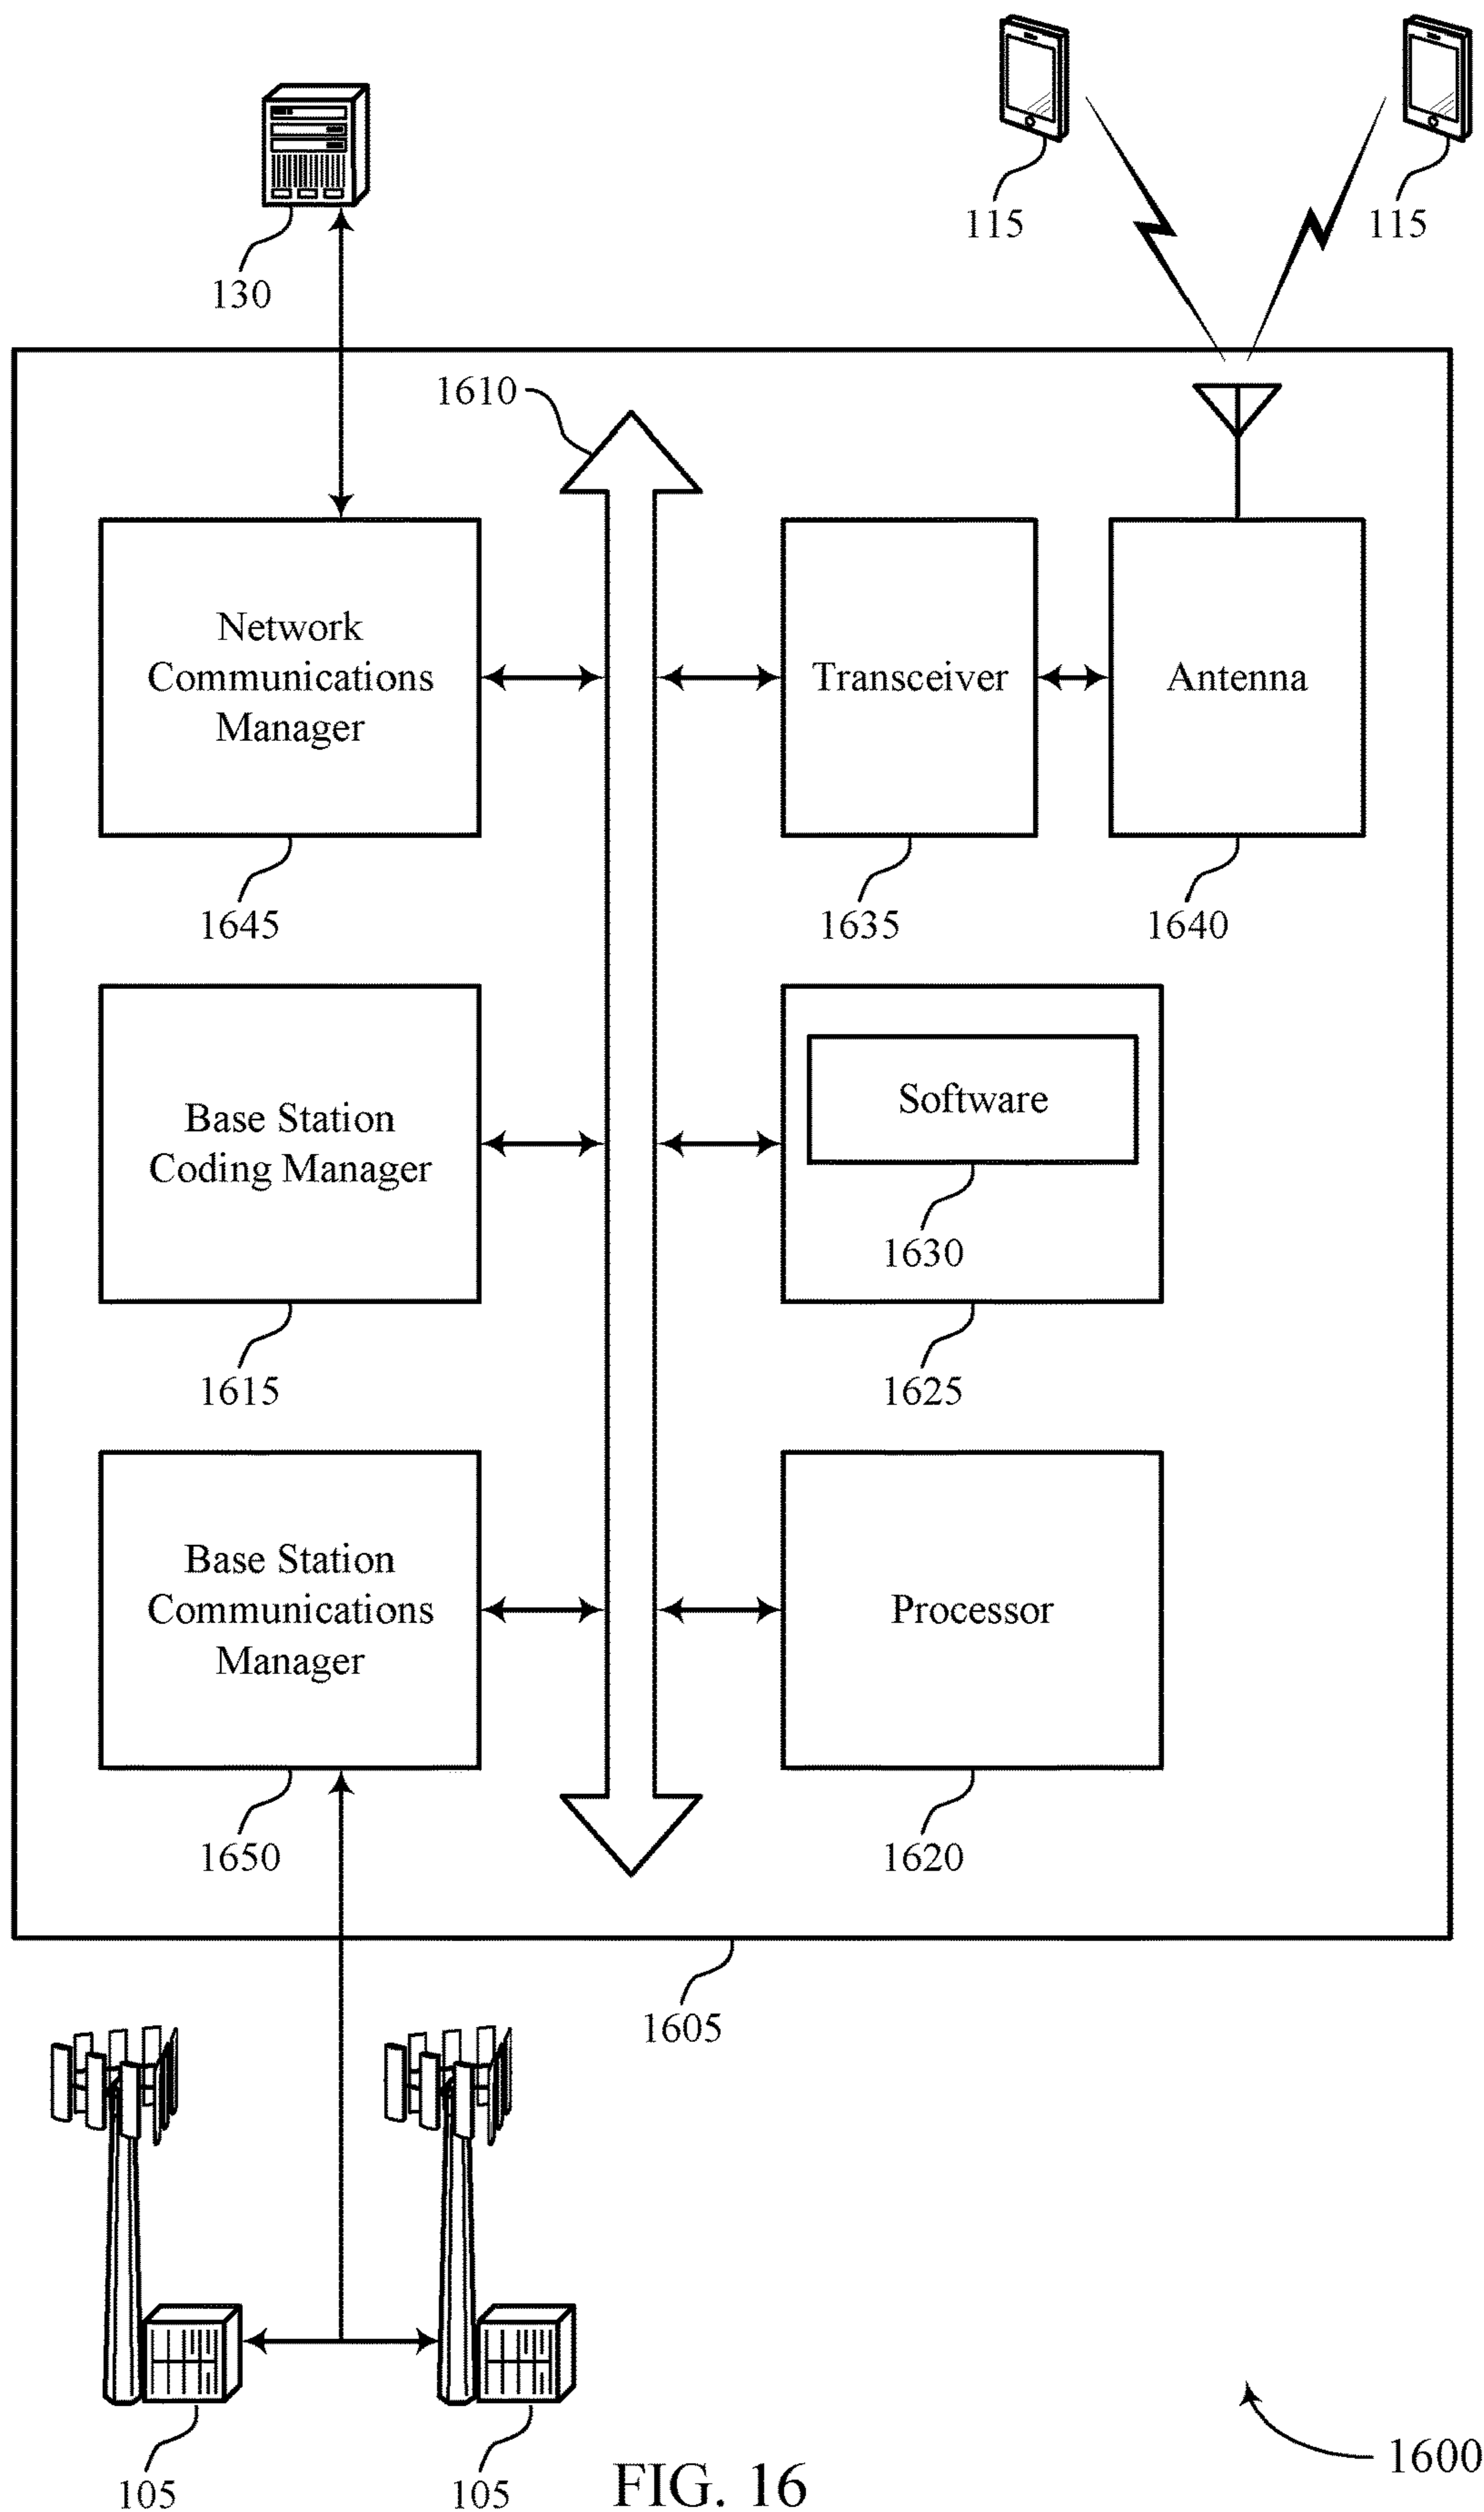 115
115
130
1610
Network
Communications
Manager
Transceiver
Antenna
1645
1635
1640
Base Station
Coding Manager
Software
1630
1615
1625
Base Station
Communications
Manager
Processor
1650
1620
1605
105
105
FIG. 16
1600